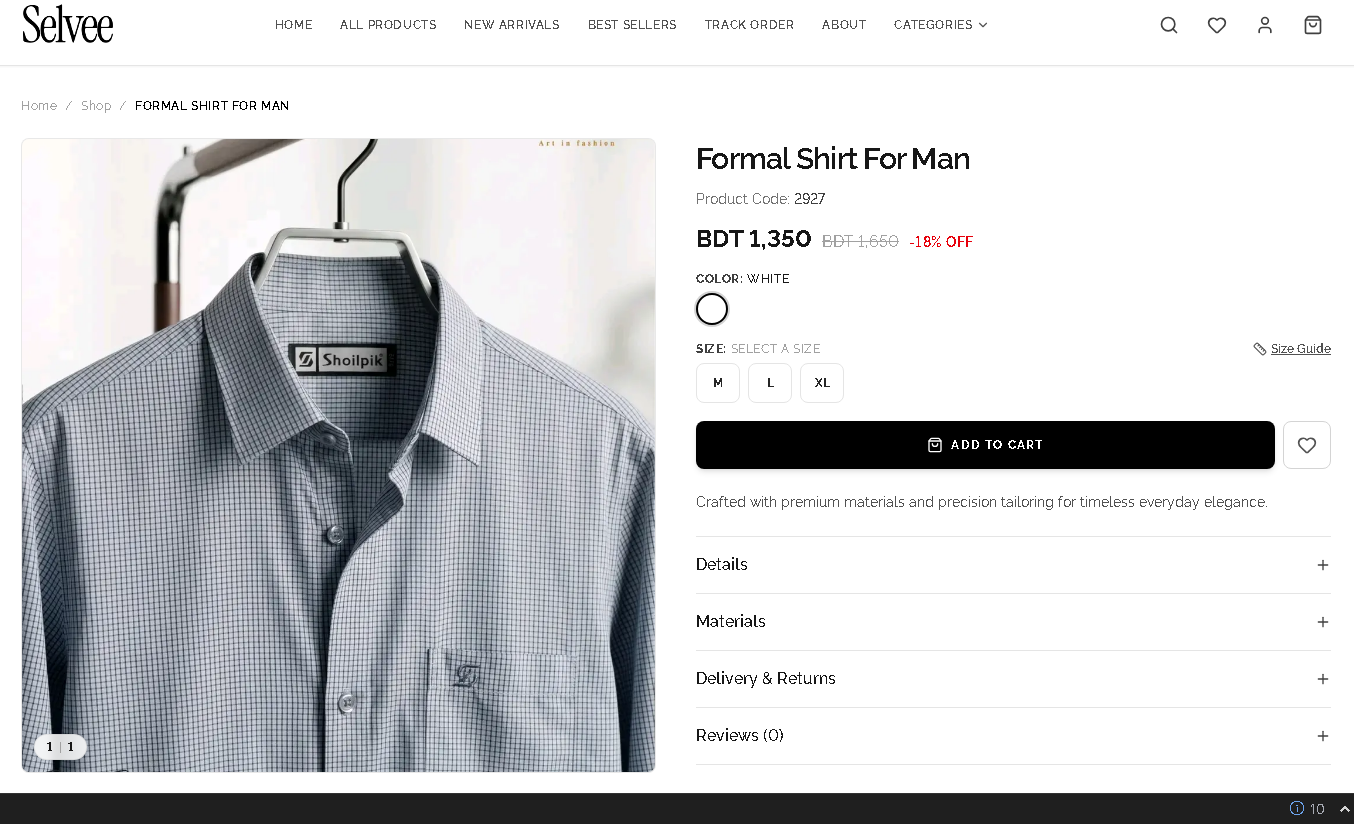 Selvee
HOME ALL PRODUCTS NEW ARRIVALS BEST SELLERS TRACK ORDER ABOUT CATEGORIES
Home / Shop / FORMAL SHIRT FOR MAN
Art in fashion
Shoilpik
1 | 1
Formal Shirt For Man
Product Code: 2927
BDT 1,350 BDT 1,650 -18% OFF
COLOR: WHITE
SIZE: SELECT A SIZE
Size Guide
M L XL
ADD TO CART
Crafted with premium materials and precision tailoring for timeless everyday elegance.
Details
Materials
Delivery & Returns
Reviews (0)
10